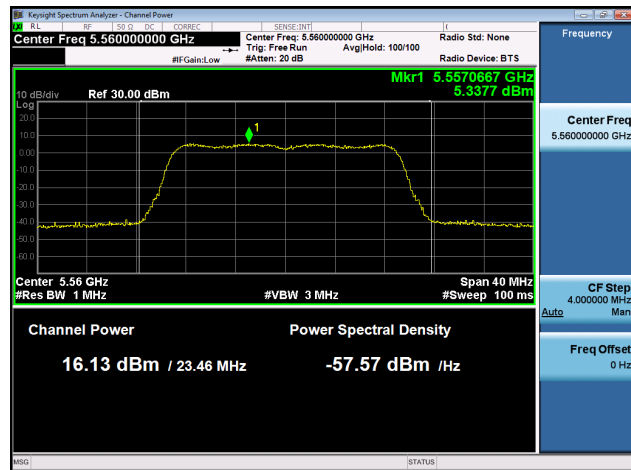 Keysight Spectrum Analyzer - Channel Power
RL RF 50 Ω DC CORREC SENSE:INT
Center Freq 5.560000000 GHz
Center Freq: 5.560000000 GHz
Radio Std: None
Trig: Free Run Avg|Hold: 100/100
#IFGain:Low
#Atten: 20 dB
Radio Device: BTS
Mkr1 5.5570667 GHz
5.3377 dBm
10 dB/div Ref 30.00 dBm
Log
20.0
10.0
0.00
-10.0
-20.0
-30.0
-40.0
-50.0
-60.0
1
Center 5.56 GHz
Span 40 MHz
#Res BW 1 MHz
#VBW 3 MHz
#Sweep 100 ms
Channel Power
Power Spectral Density
16.13 dBm / 23.46 MHz
-57.57 dBm /Hz
Frequency
Center Freq
5.560000000 GHz
CF Step
4.000000 MHz
Auto Man
Freq Offset
0 Hz
MSG
STATUS